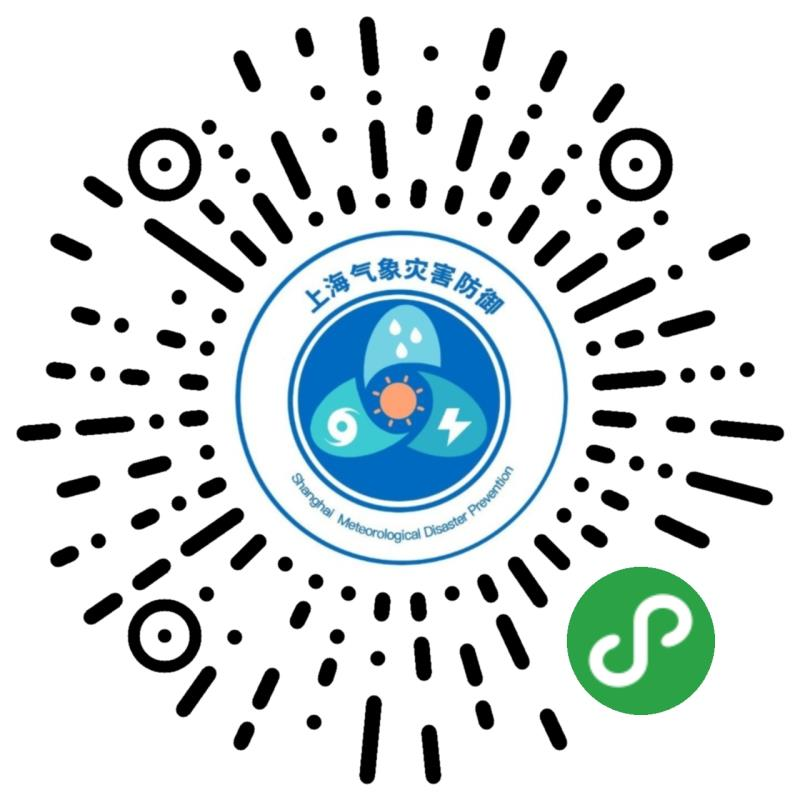 上海气象灾害防御
Shanghai Meteorological Disaster Prevention